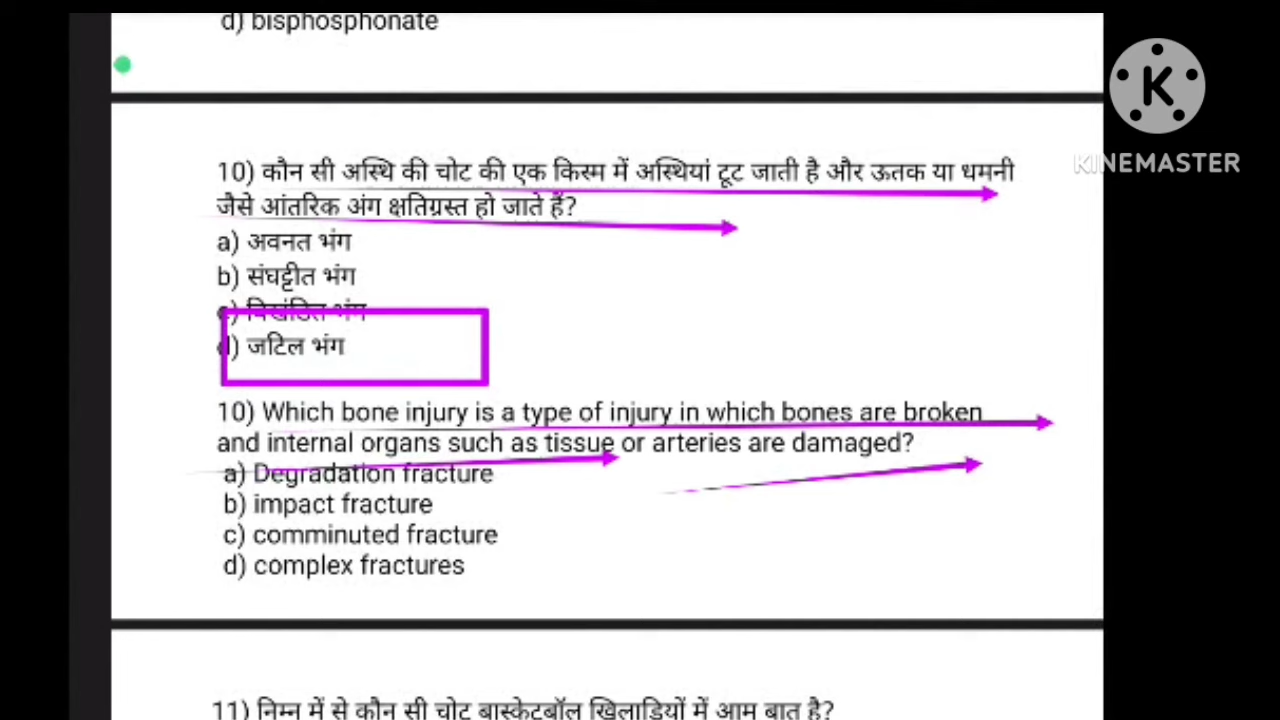 d) bisphosphonate
KINEMASTER
10) कौन सी अस्थि की चोट की एक किस्म में अस्थियां टूट जाती है और ऊतक या धमनी
जैसे आंतरिक अंग क्षतिग्रस्त हो जाते हैं?
a) अवनत भंग
b) संघट्टीत भंग
c) विखंडित भंग
d) जटिल भंग
10) Which bone injury is a type of injury in which bones are broken
and internal organs such as tissue or arteries are damaged?
a) Degradation fracture
b) impact fracture
c) comminuted fracture
d) complex fractures
11) निम्न में से कौन सी चोट बास्केटबॉल खिलाडियों में आम बात है?